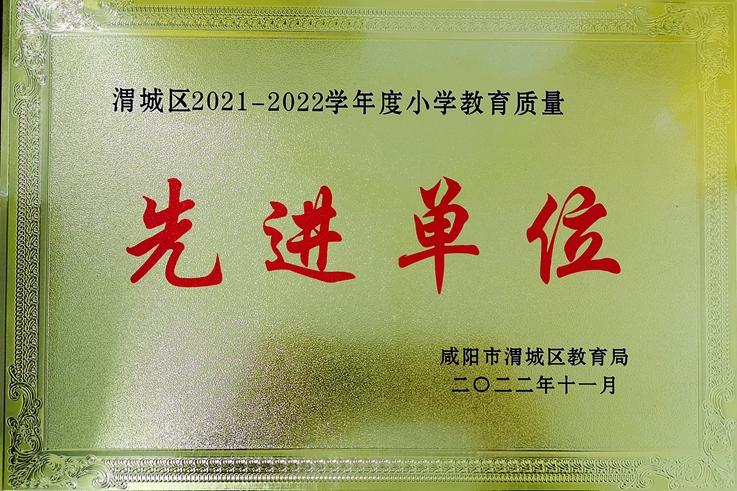 渭城区2021-2022学年度小学教育质量
先进单位
咸阳市渭城区教育局
二〇二二年十一月